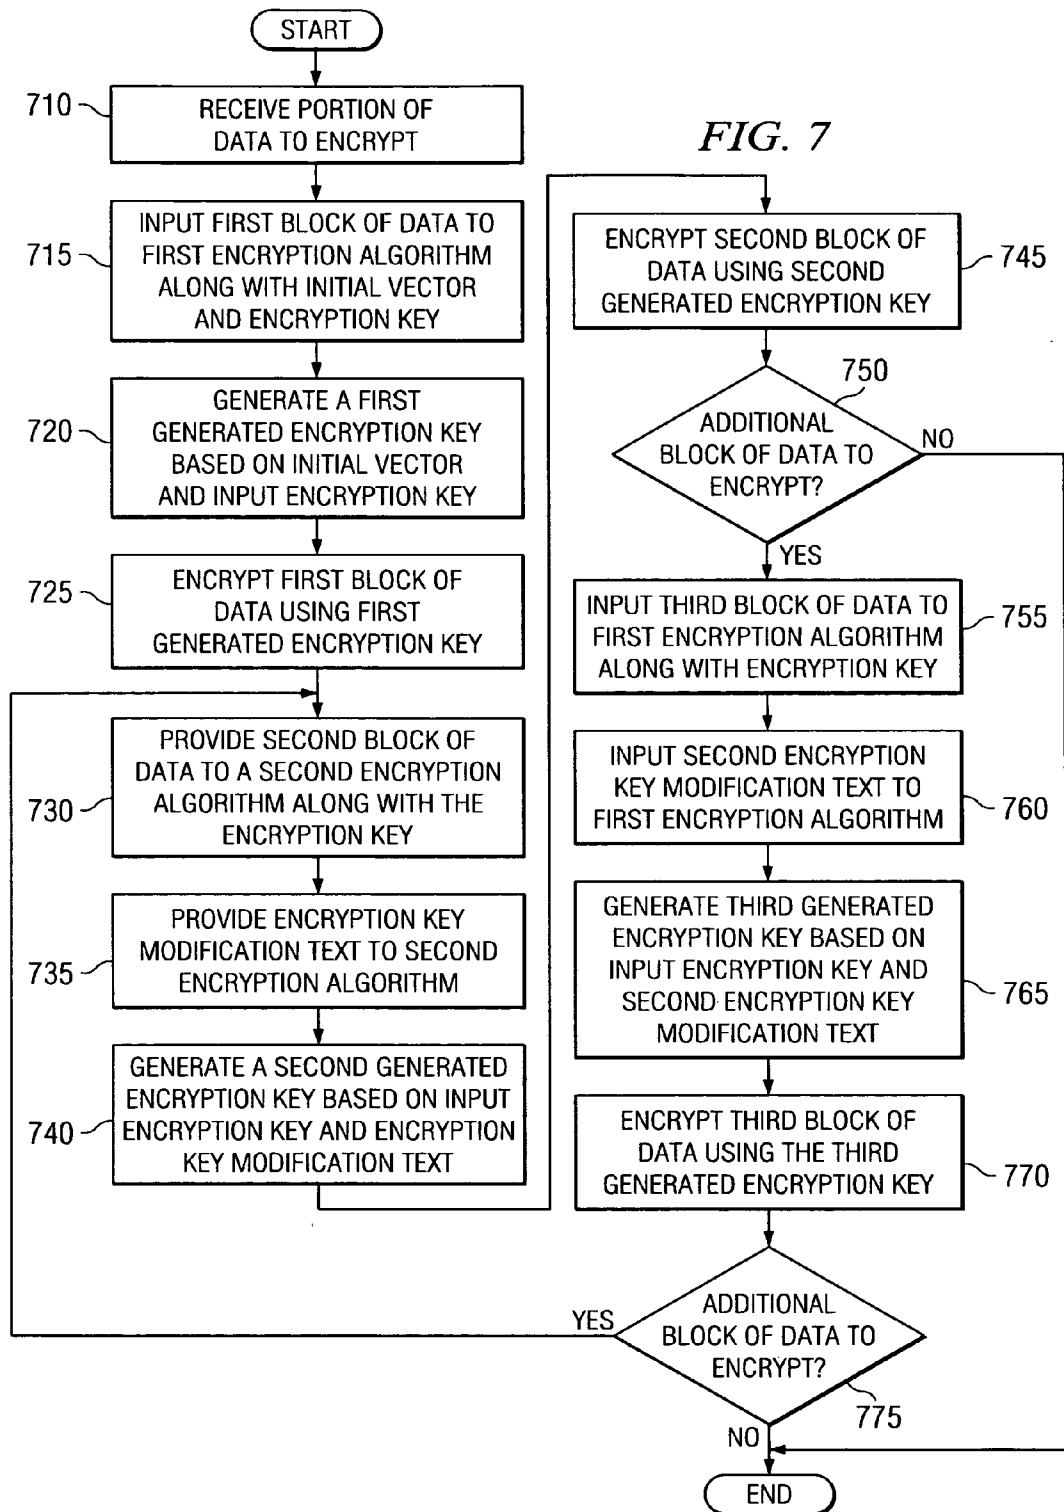 START
710
RECEIVE PORTION OF
DATA TO ENCRYPT
715
INPUT FIRST BLOCK OF DATA TO
FIRST ENCRYPTION ALGORITHM
ALONG WITH INITIAL VECTOR
AND ENCRYPTION KEY
720
GENERATE A FIRST
GENERATED ENCRYPTION KEY
BASED ON INITIAL VECTOR
AND INPUT ENCRYPTION KEY
725
ENCRYPT FIRST BLOCK OF
DATA USING FIRST
GENERATED ENCRYPTION KEY
730
PROVIDE SECOND BLOCK OF
DATA TO A SECOND ENCRYPTION
ALGORITHM ALONG WITH THE
ENCRYPTION KEY
735
PROVIDE ENCRYPTION KEY
MODIFICATION TEXT TO SECOND
ENCRYPTION ALGORITHM
740
GENERATE A SECOND GENERATED
ENCRYPTION KEY BASED ON INPUT
ENCRYPTION KEY AND ENCRYPTION
KEY MODIFICATION TEXT
FIG. 7
ENCRYPT SECOND BLOCK OF
DATA USING SECOND
GENERATED ENCRYPTION KEY
745
750
ADDITIONAL
BLOCK OF DATA TO
ENCRYPT?
NO
YES
INPUT THIRD BLOCK OF DATA TO
FIRST ENCRYPTION ALGORITHM
ALONG WITH ENCRYPTION KEY
755
INPUT SECOND ENCRYPTION
KEY MODIFICATION TEXT TO
FIRST ENCRYPTION ALGORITHM
760
GENERATE THIRD GENERATED
ENCRYPTION KEY BASED ON
INPUT ENCRYPTION KEY AND
SECOND ENCRYPTION KEY
MODIFICATION TEXT
765
ENCRYPT THIRD BLOCK OF
DATA USING THE THIRD
GENERATED ENCRYPTION KEY
770
YES
ADDITIONAL
BLOCK OF DATA TO
ENCRYPT?
775
NO
END